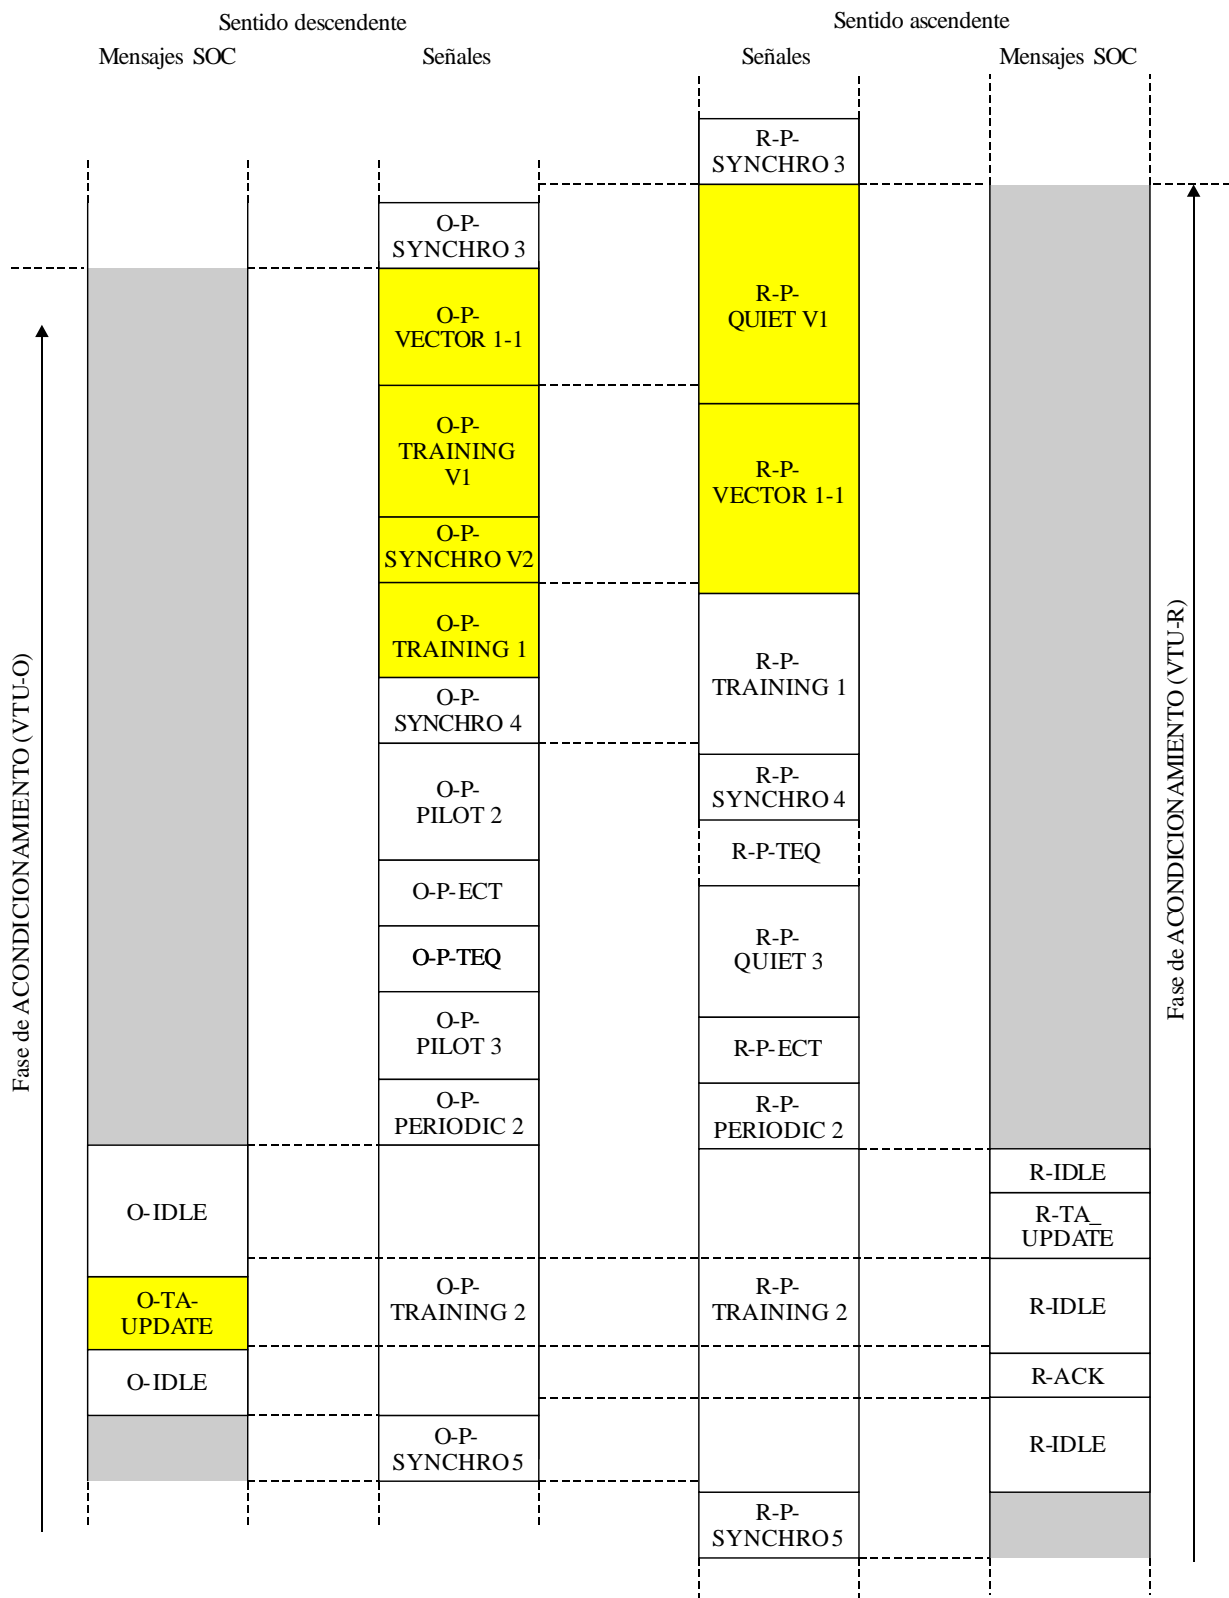 Sentido descendente
Sentido ascendente
Mensajes SOC
Señales
Señales
Mensajes SOC
R-P-
SYNCHRO 3
O-P-
SYNCHRO 3
O-P-
VECTOR 1-1
R-P-
QUIET V1
O-P-
TRAINING
V1
R-P-
VECTOR 1-1
O-P-
SYNCHRO V2
O-P-
TRAINING 1
R-P-
TRAINING 1
O-P-
SYNCHRO 4
R-P-
SYNCHRO 4
O-P-
PILOT 2
R-P-TEQ
O-P-ECT
O-P-TEQ
R-P-
QUIET 3
O-P-
PILOT 3
R-P-ECT
O-P-
PERIODIC 2
R-P-
PERIODIC 2
Fase de ACONDICIONAMIENTO (VTU-O)
Fase de ACONDICIONAMIENTO (VTU-R)
O-IDLE
R-IDLE
R-TA_
UPDATE
O-TA-
UPDATE
O-P-
TRAINING 2
R-P-
TRAINING 2
R-IDLE
O-IDLE
R-ACK
O-P-
SYNCHRO 5
R-IDLE
R-P-
SYNCHRO 5